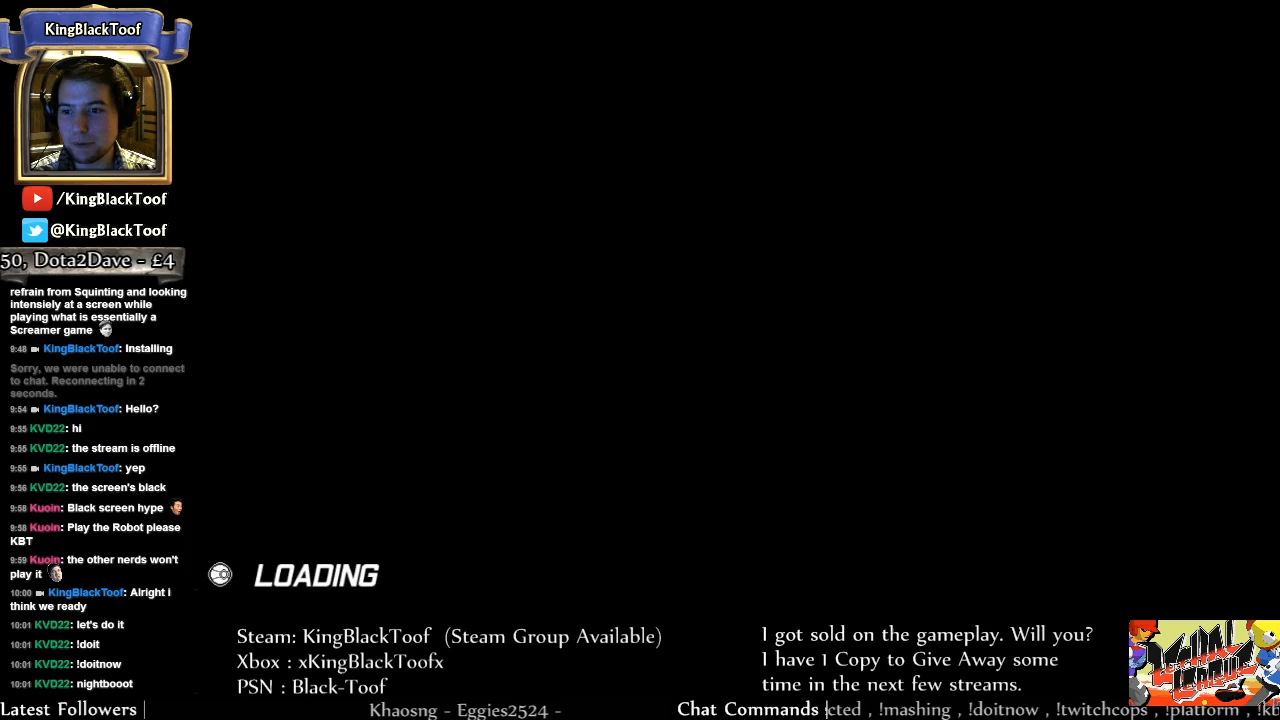 KingBlackToof
/KingBlackToof
@KingBlackToof
50, Dota2Dave - £4
refrain from Squinting and looking
intensiely at a screen while
playing what is essentially a
Screamer game
9:48 KingBlackToof: Installing
Sorry, we were unable to connect
to chat. Reconnecting in 2
seconds.
9:54 KingBlackToof: Hello?
9:55 KVD22: hi
9:55 KVD22: the stream is offline
9:55 KingBlackToof: yep
9:56 KVD22: the screen's black
9:58 Kuoin: Black screen hype
9:58 Kuoin: Play the Robot please
KBT
9:59 Kuoin: the other nerds won't
play it
10:00 KingBlackToof: Alright i
think we ready
10:01 KVD22: let's do it
10:01 KVD22: !doit
10:01 KVD22: !doitnow
10:01 KVD22: nightbooot
LOADING
Steam: KingBlackToof (Steam Group Available)
Xbox : xKingBlackToofx
PSN : Black-Toof
I got sold on the gameplay. Will you?
I have 1 Copy to Give Away some
time in the next few streams.
LETHAL
LEAGUE
Latest Followers
Khaosng - Eggies2524 -
Chat Commands
cted , !mashing , !doitnow , !twitchcops , !platform , !kb